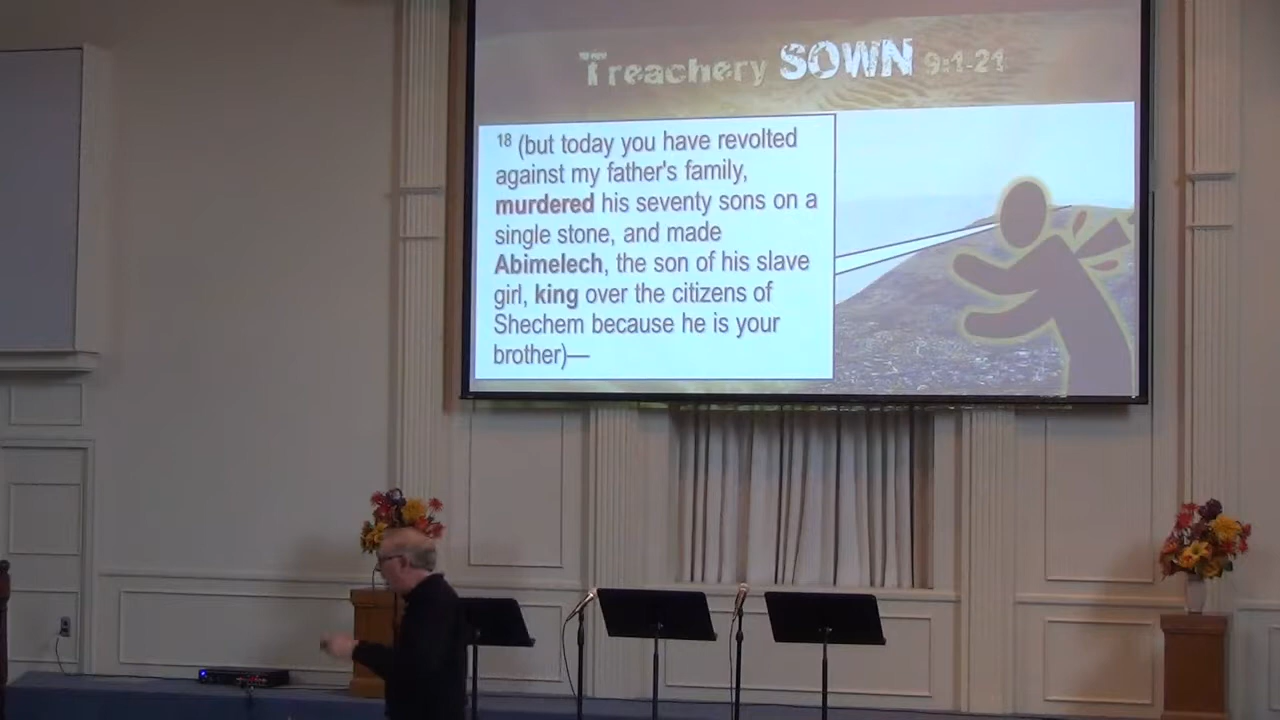 Treachery SOWN 9:1-21
18 (but today you have revolted
against my father's family,
murdered his seventy sons on a
single stone, and made
Abimelech, the son of his slave
girl, king over the citizens of
Shechem because he is your
brother)—